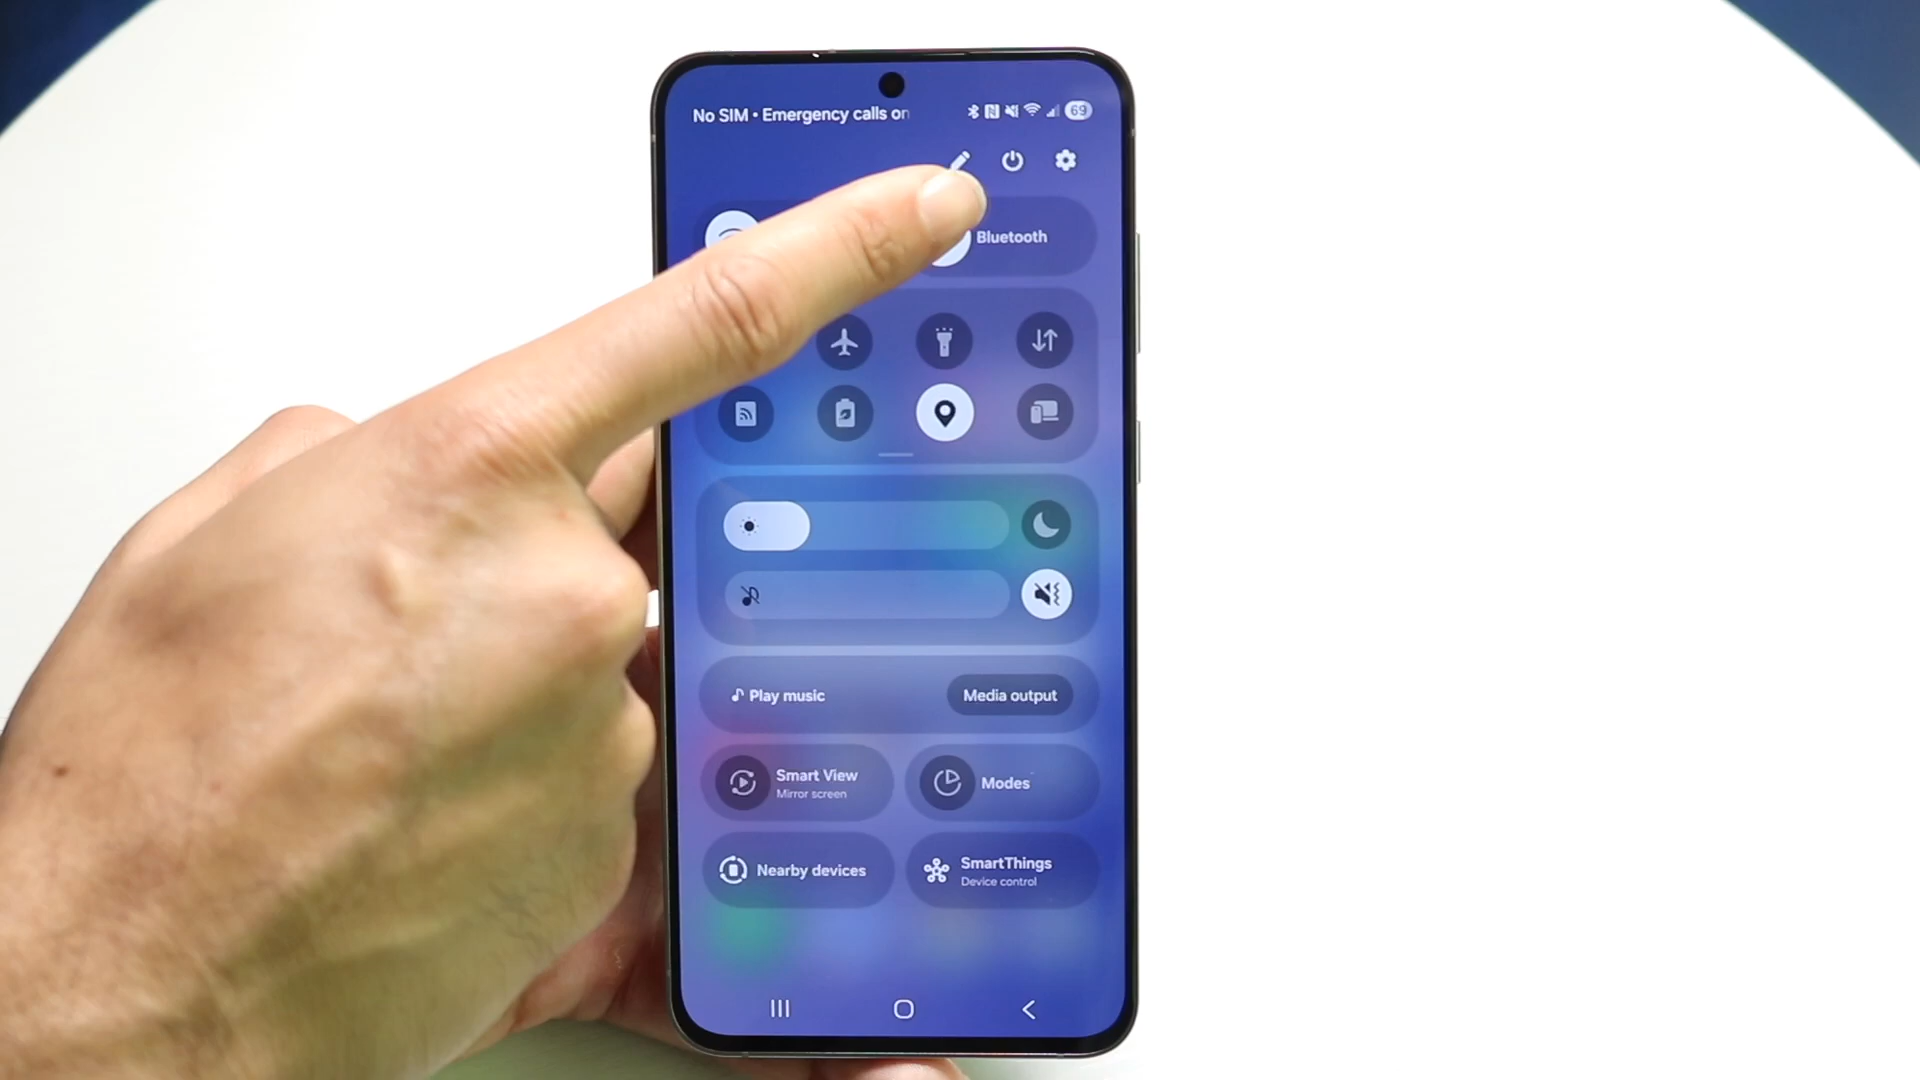 No SIM • Emergency calls on
69
Bluetooth
Play music
Media output
Smart View
Mirror screen
Modes
Nearby devices
SmartThings
Device control